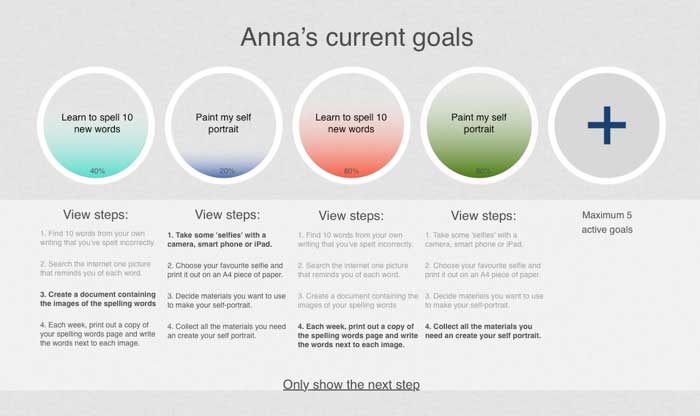 Anna's current goals
Learn to spell 10
new words
40%
Paint my self
portrait
20%
Learn to spell 10
new words
60%
Paint my self
portrait
80%
View steps:
1. Find 10 words from your own
writing that you've spelt incorrectly.
2. Search the internet one picture
that reminds you of each word.
3. Create a document containing
the images of the spelling words
4. Each week, print out a copy of
your spelling words page and write
the words next to each image.
View steps:
1. Take some 'selfies' with a
camera, smart phone or iPad.
2. Choose your favourite selfie and
print it out on an A4 piece of paper.
3. Decide materials you want to use
to make your self-portrait.
4. Collect all the materials you need
an create your self portrait.
View steps:
1. Find 10 words from your own
writing that you've spelt incorrectly.
2. Search the internet one picture
that reminds you of each word.
3. Create a document containing the
images of your spelling words
4. Each week, print out a copy of
the spelling words page and write
the words next to each image.
View steps:
1. Take some 'selfies' with a
camera, smart phone or iPad.
2. Choose your favourite selfie and
print it out on an A4 piece of paper.
3. Decide materials you want to use
to make your self-portrait.
4. Collect all the materials you
need an create your self portrait.
Maximum 5
active goals
Only show the next step